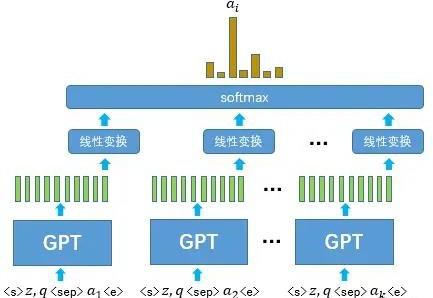 a_i
softmax
线性变换 线性变换 ... 线性变换
...
GPT GPT ... GPT
<s> z, q <sep> a_1 <e> <s> z, q <sep> a_2 <e> <s> z, q <sep> a_k <e>